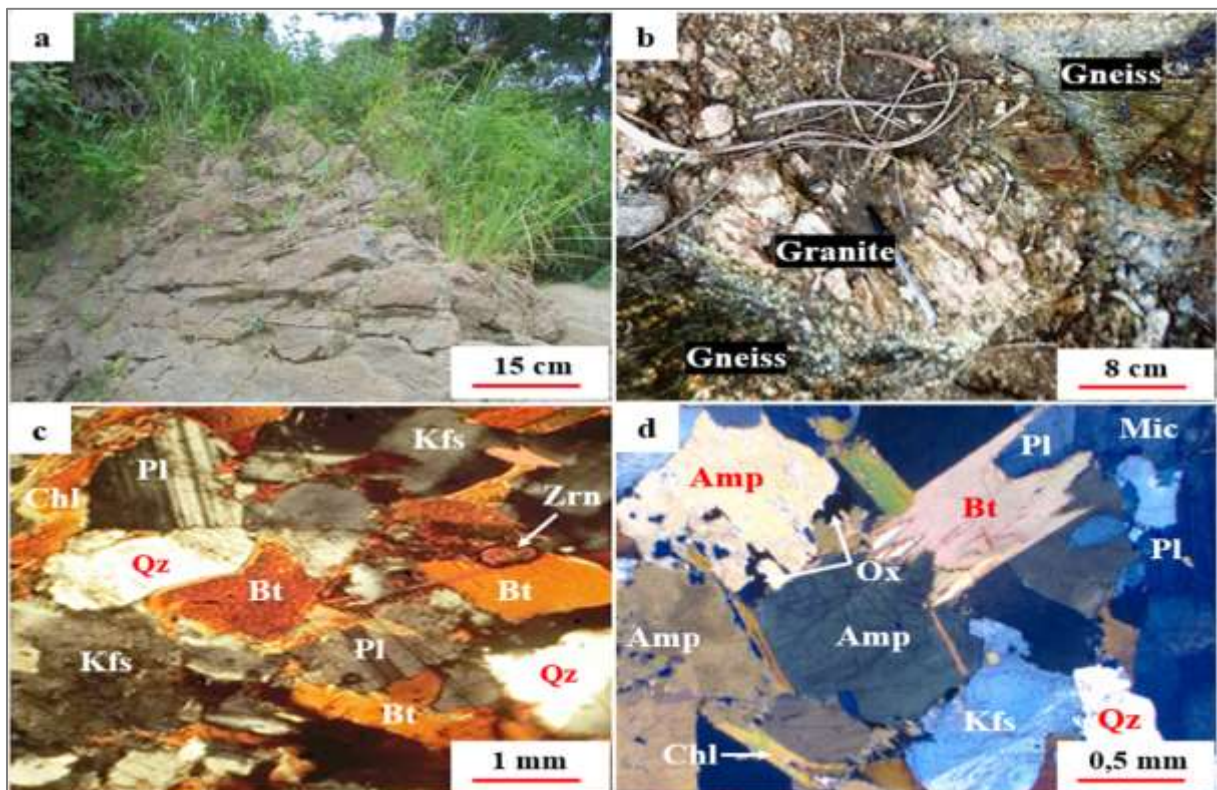 a
15 cm
b
Gneiss
Granite
Gneiss
8 cm
c
Kfs
Pl
Chl
Zrn
Qz
Bt
Bt
Kfs
Pl
Qz
Bt
1 mm
d
Pl
Mic
Amp
Bt
Pl
Ox
Amp
Amp
Kfs
Qz
Chl
0,5 mm